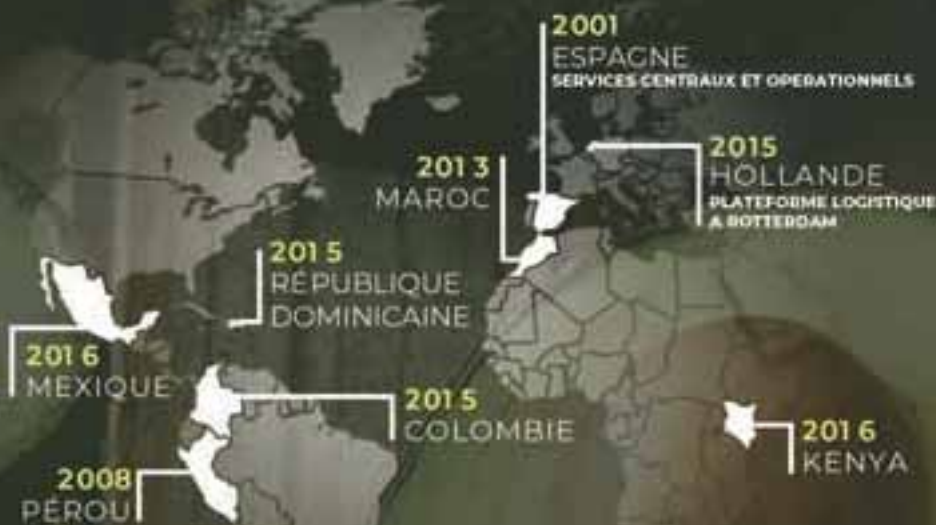 2001
ESPAGNE
SERVICES CENTRAUX ET OPERATIONNELS
2015
HOLLANDE
PLATEFORME LOGISTIQUE
A ROTTERDAM
2013
MAROC
2015
RÉPUBLIQUE
DOMINICAINE
2016
MEXIQUE
2015
COLOMBIE
2016
KENYA
2008
PÉROU